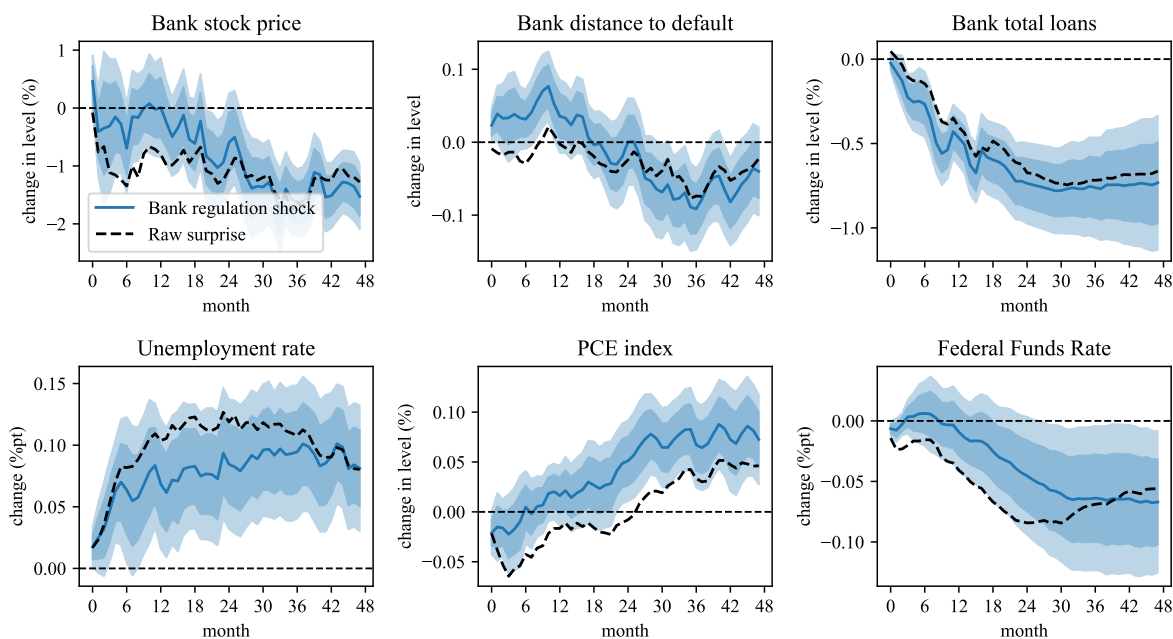 Bank stock price
change in level (%)
1
0
−1
−2
Bank regulation shock
Raw surprise
0 6 12 18 24 30 36 42 48
month
Bank distance to default
change in level
0.1
0.0
−0.1
0 6 12 18 24 30 36 42 48
month
Bank total loans
change in level (%)
0.0
−0.5
−1.0
0 6 12 18 24 30 36 42 48
month
Unemployment rate
change (%pt)
0.15
0.10
0.05
0.00
0 6 12 18 24 30 36 42 48
month
PCE index
change in level (%)
0.10
0.05
0.00
−0.05
0 6 12 18 24 30 36 42 48
month
Federal Funds Rate
change (%pt)
0.00
−0.05
−0.10
0 6 12 18 24 30 36 42 48
month